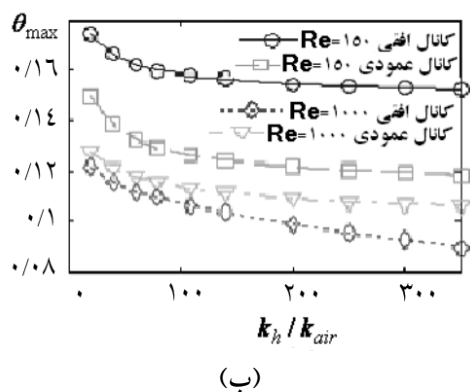 θmax
Re=۱۵۰ کانال افقی
Re=۱۵۰ کانال عمودی
Re=۱۰۰۰ کانال افقی
Re=۱۰۰۰ کانال عمودی
۰/۱۶
۰/۱۴
۰/۱۲
۰/۱
۰/۰۸
۰ ۱۰۰ ۲۰۰ ۳۰۰
kh / kair
(ب)